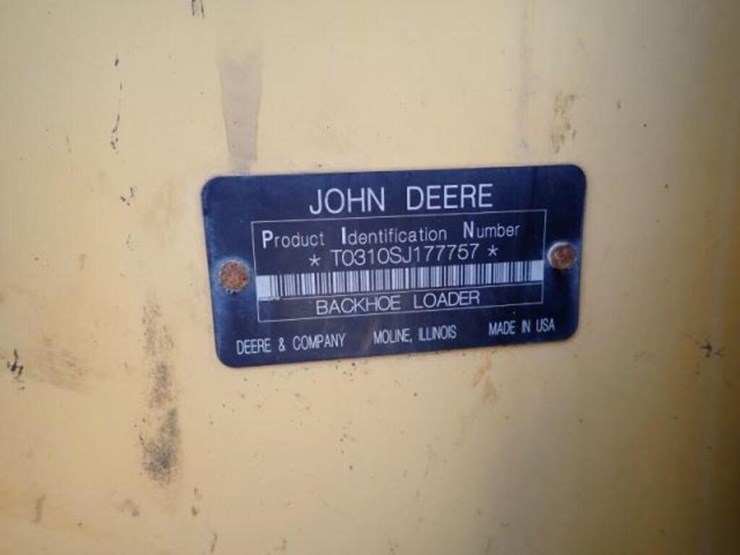 JOHN DEERE
Product Identification Number
* T0310SJ177757 *
BACKHOE LOADER
DEERE & COMPANY MOLINE, ILLINOIS MADE IN USA